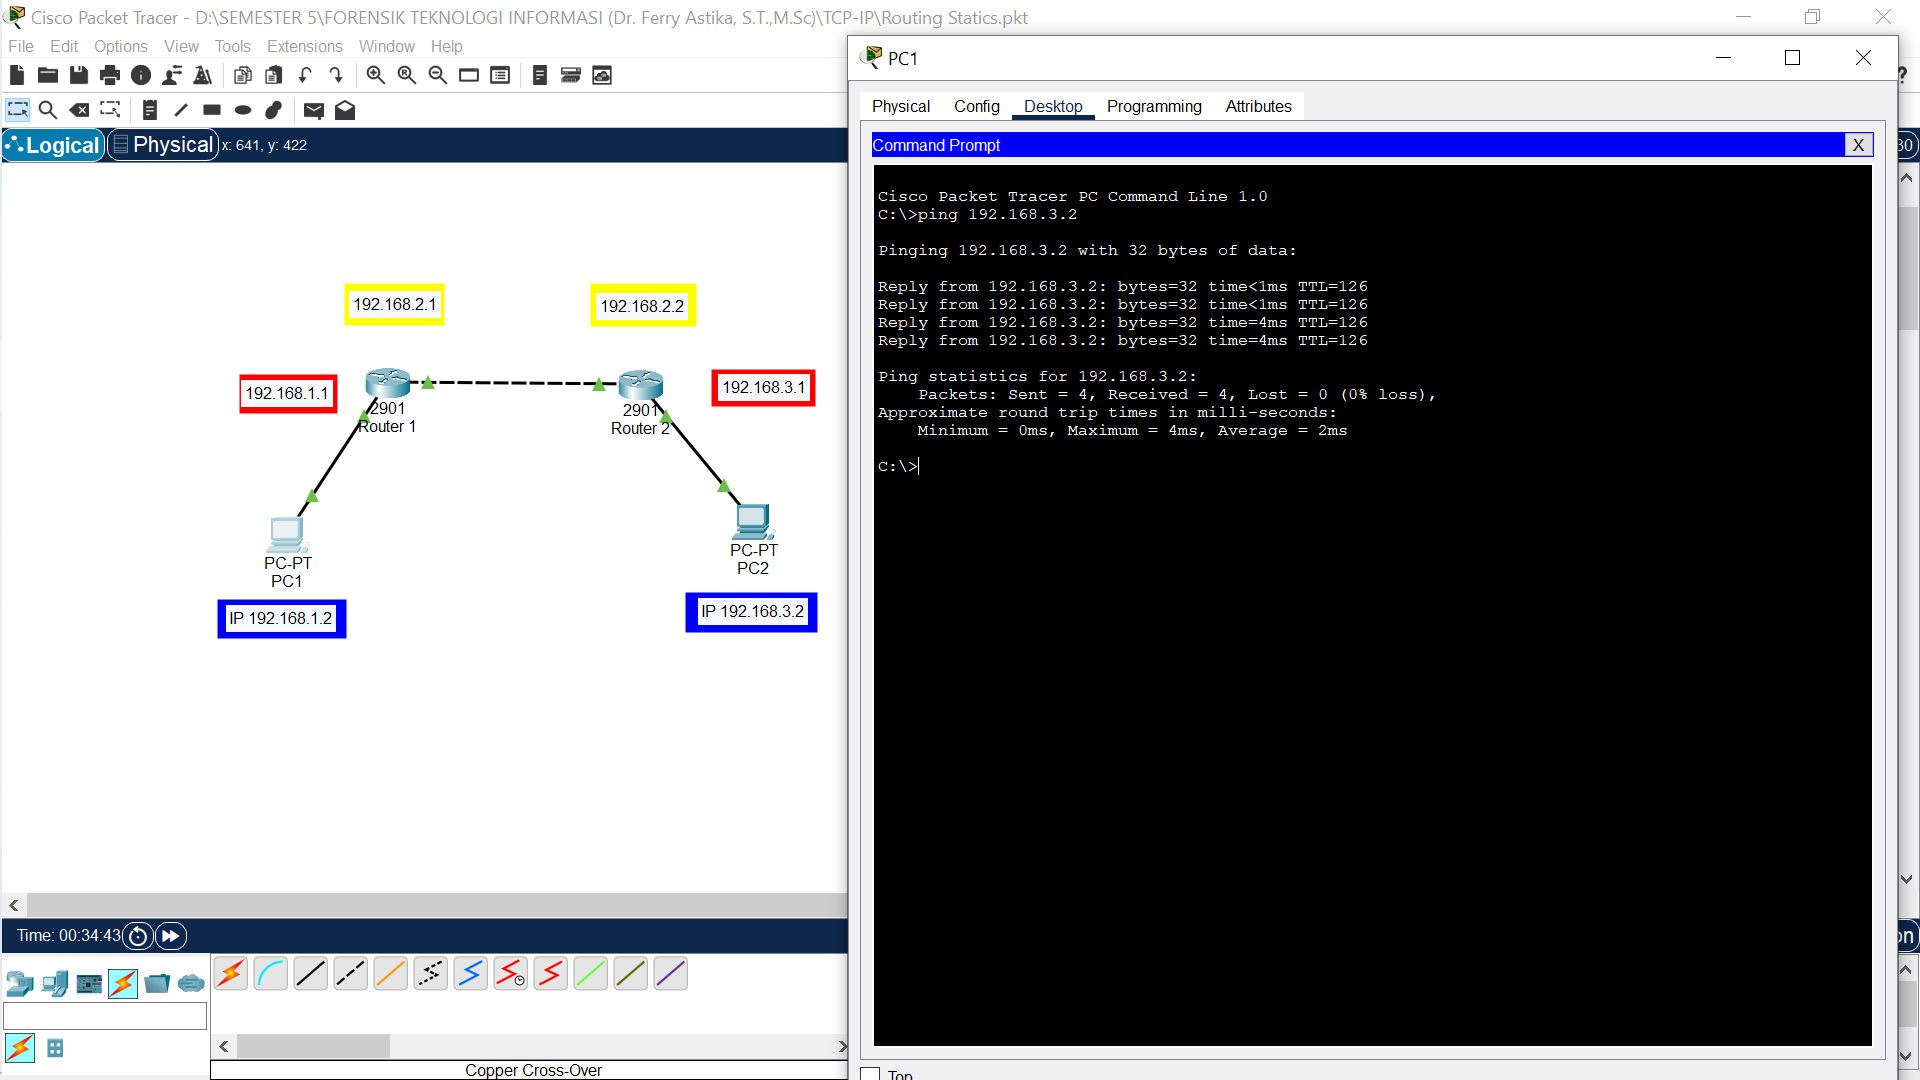 Cisco Packet Tracer - D:\SEMESTER 5\FORENSIK TEKNOLOGI INFORMASI (Dr. Ferry Astika, S.T.,M.Sc)\TCP-IP\Routing Statics.pkt
File Edit Options View Tools Extensions Window Help
Logical Physical x: 641, y: 422
192.168.2.1
192.168.2.2
192.168.1.1
192.168.3.1
2901
Router 1
2901
Router 2
PC-PT
PC1
PC-PT
PC2
IP 192.168.1.2
IP 192.168.3.2
Time: 00:34:43
Copper Cross-Over
PC1
Physical Config Desktop Programming Attributes
Command Prompt
X
Cisco Packet Tracer PC Command Line 1.0
C:\>ping 192.168.3.2
Pinging 192.168.3.2 with 32 bytes of data:
Reply from 192.168.3.2: bytes=32 time<1ms TTL=126
Reply from 192.168.3.2: bytes=32 time<1ms TTL=126
Reply from 192.168.3.2: bytes=32 time=4ms TTL=126
Reply from 192.168.3.2: bytes=32 time=4ms TTL=126
Ping statistics for 192.168.3.2:
Packets: Sent = 4, Received = 4, Lost = 0 (0% loss),
Approximate round trip times in milli-seconds:
Minimum = 0ms, Maximum = 4ms, Average = 2ms
C:\>
Top